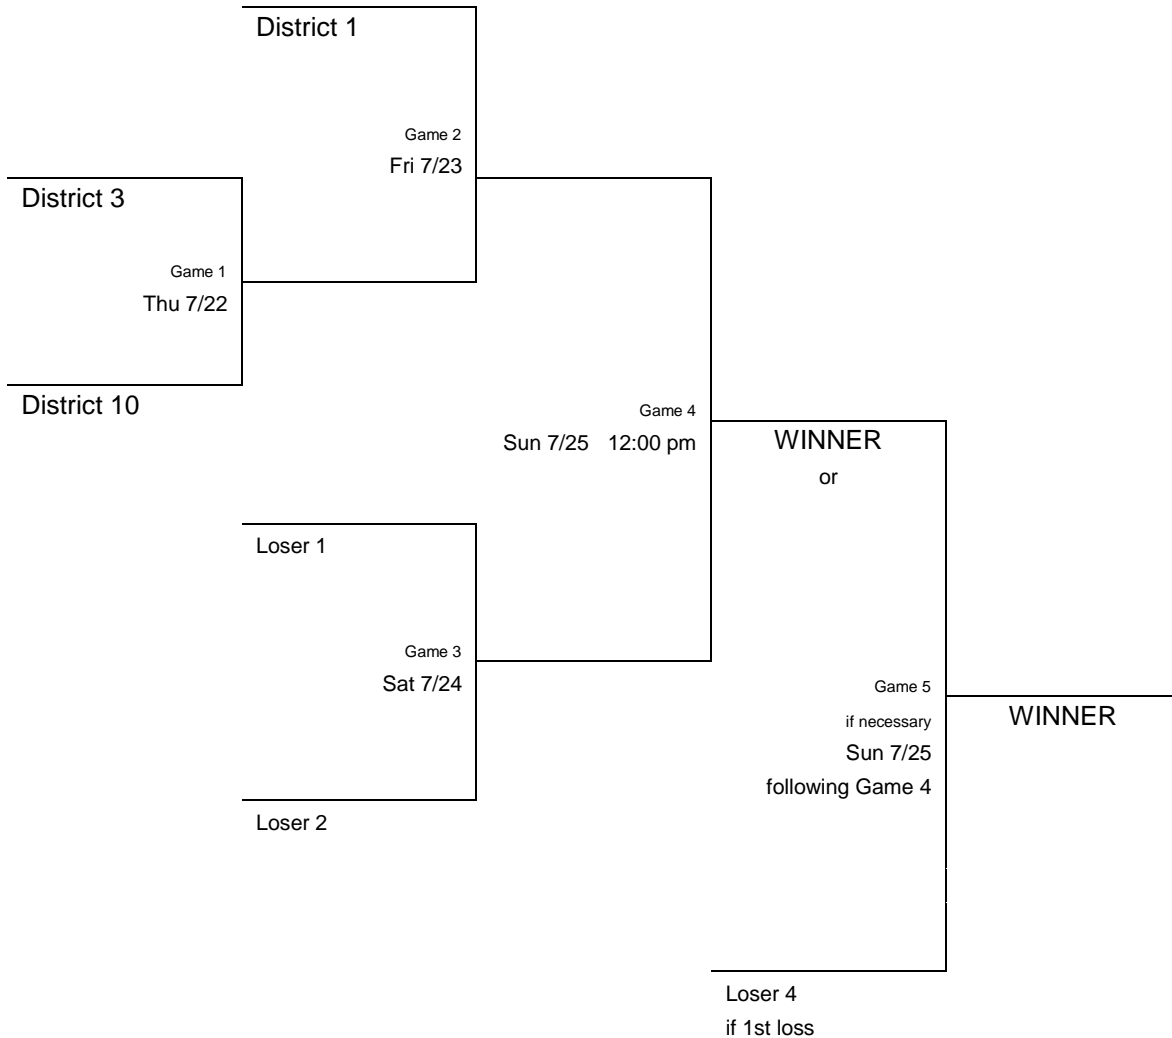 District 1
Game 2
Fri 7/23
District 3
Game 1
Thu 7/22
District 10
Game 4
Sun 7/25 12:00 pm
WINNER
or
Loser 1
Game 3
Sat 7/24
Game 5
if necessary
WINNER
Sun 7/25
following Game 4
Loser 2
Loser 4
if 1st loss